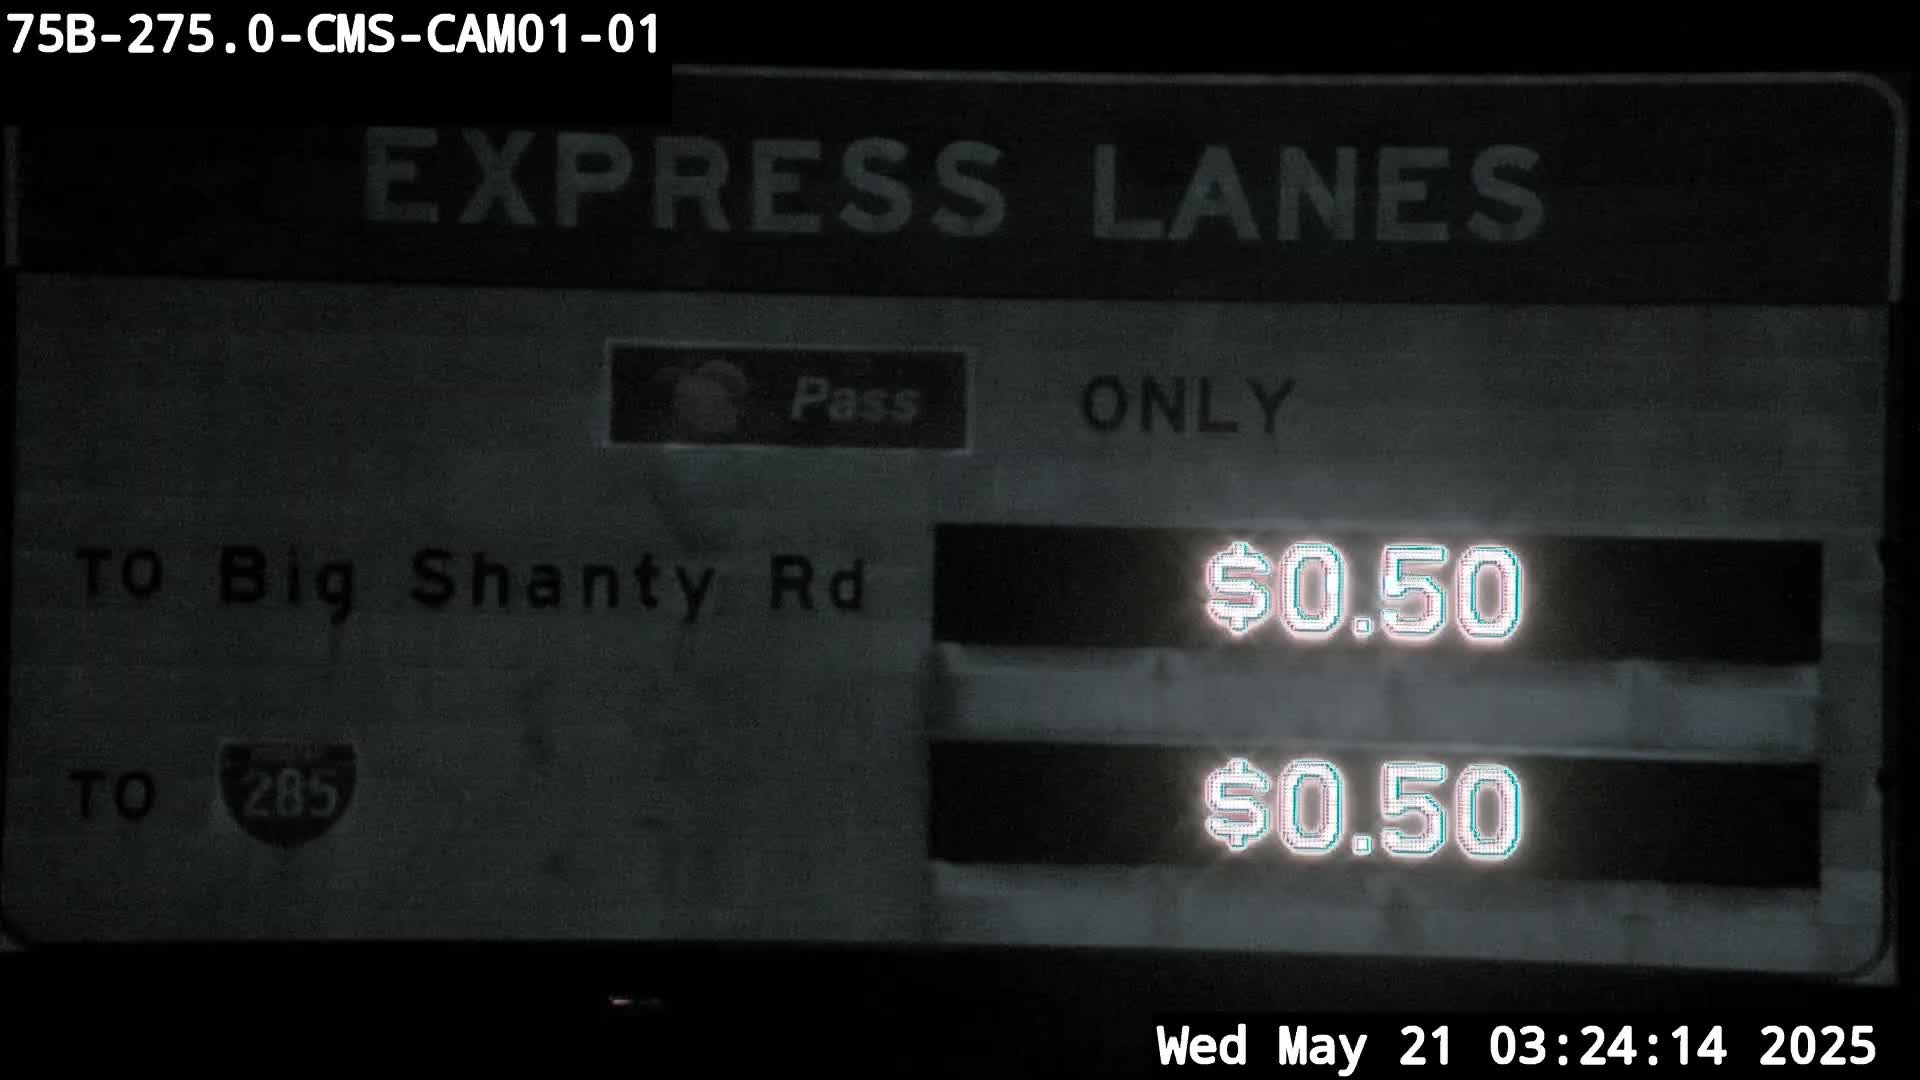 75B-275.0-CMS-CAM01-01
EXPRESS LANES
Pass ONLY
TO Big Shanty Rd $0.50
TO 285 $0.50
Wed May 21 03:24:14 2025